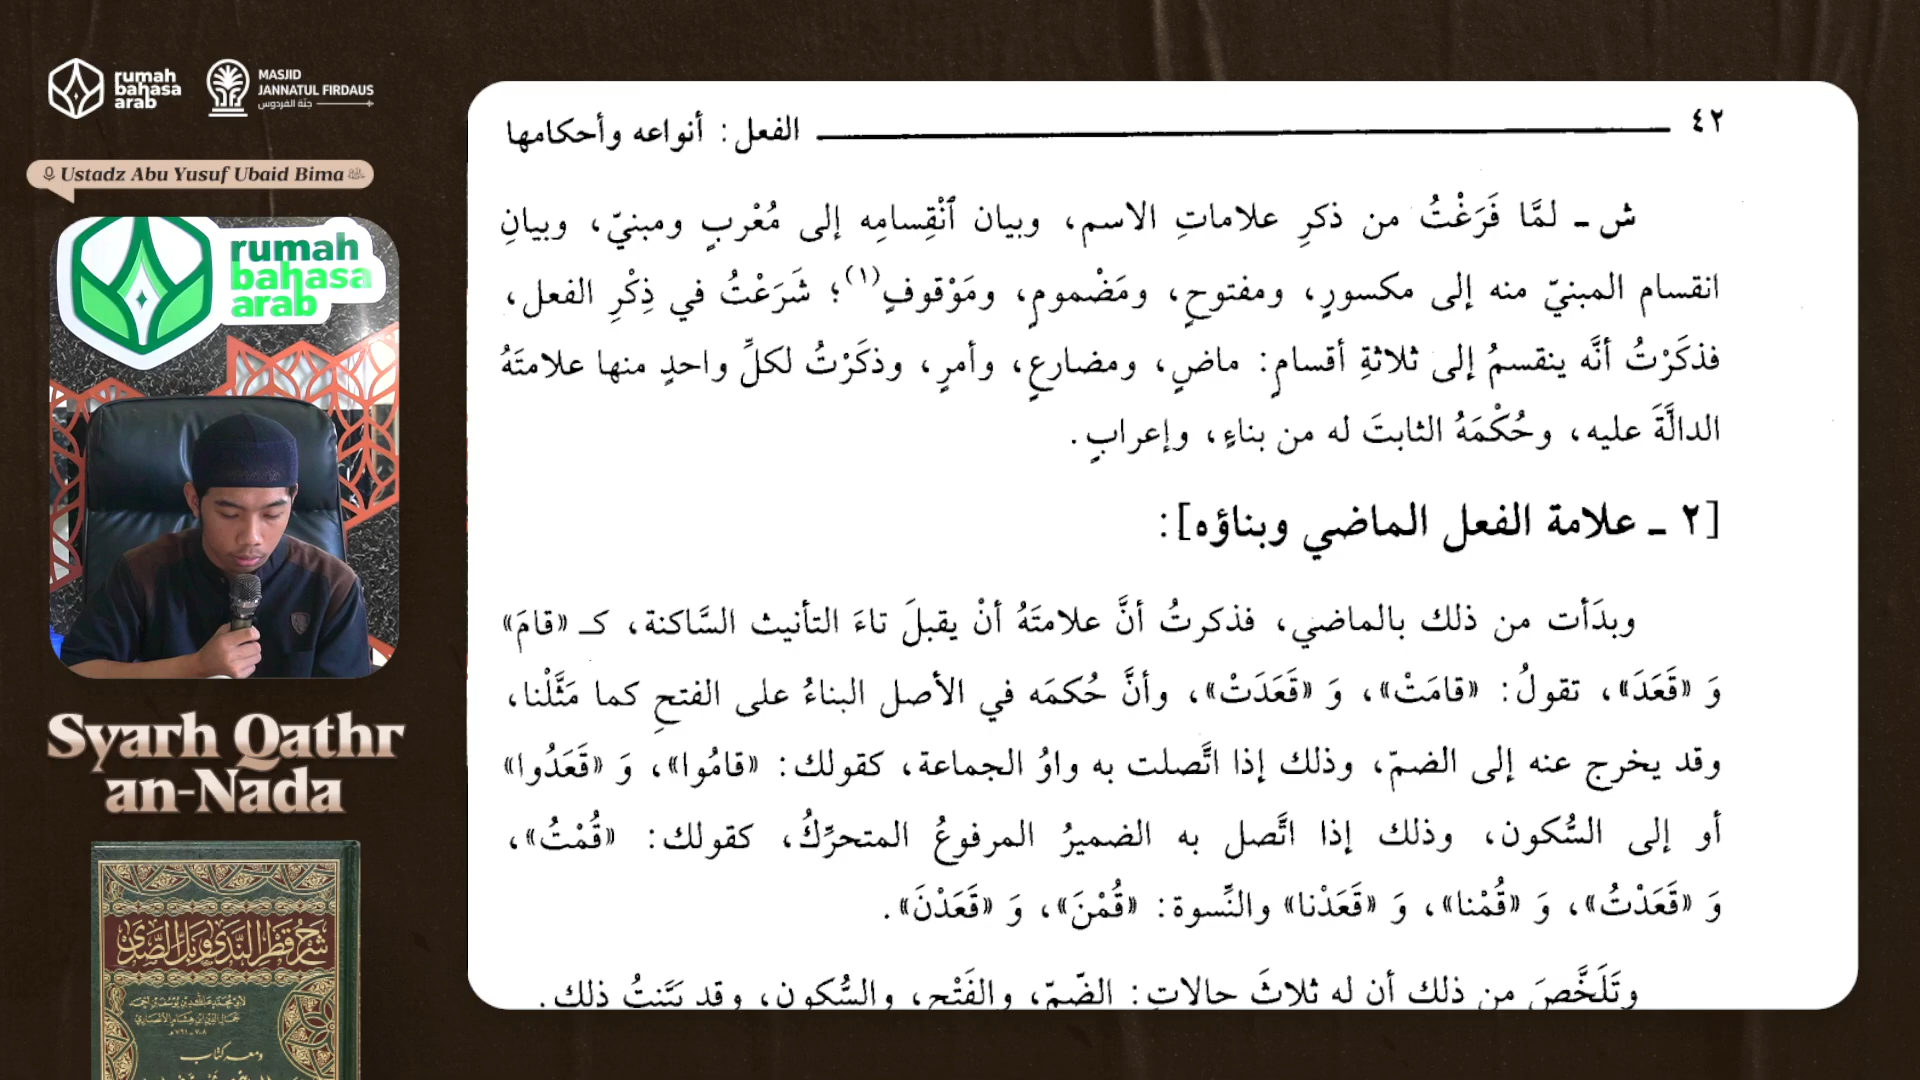 rumah
bahasa
arab
MASJID
JANNATUL FIRDAUS
جنة الفردوس
Ustadz Abu Yusuf Ubaid Bima
rumah
bahasa
arab
Syarh Qathr
an-Nada
شرح قطر الندى وبل الصدى
ومعه كتاب
٤٢ الفعل: أنواعه وأحكامها
ش ـ لمَّا فَرَغْتُ من ذكرِ علاماتِ الاسم، وبيان ٱنْقِسامِه إلى مُعْربٍ ومبنيّ، وبيانِ
انقسام المبنيّ منه إلى مكسورٍ، ومفتوحٍ، ومَضْمومٍ، ومَوْقوفٍ(١)؛ شَرَعْتُ في ذِكْرِ الفعل،
فذكَرْتُ أنَّه ينقسمُ إلى ثلاثةِ أقسامٍ: ماضٍ، ومضارعٍ، وأمرٍ، وذكَرْتُ لكلِّ واحدٍ منها علامتَهُ
الدالَّةَ عليه، وحُكْمَهُ الثابتَ له من بناءٍ، وإعرابٍ.
[٢ ـ علامة الفعل الماضي وبناؤه]:
وبدَأت من ذلك بالماضي، فذكرتُ أنَّ علامتَهُ أنْ يقبلَ تاءَ التأنيث السَّاكنة، كـ «قامَ»
وَ «قَعَدَ»، تقولُ: «قامَتْ»، وَ «قَعَدَتْ»، وأنَّ حُكمَه في الأصل البناءُ على الفتحِ كما مَثَّلْنا،
وقد يخرج عنه إلى الضمّ، وذلك إذا اتَّصلت به واوُ الجماعة، كقولك: «قامُوا»، وَ «قَعَدُوا»
أو إلى السُّكون، وذلك إذا اتَّصل به الضميرُ المرفوعُ المتحرِّكُ، كقولك: «قُمْتُ»،
وَ «قَعَدْتُ»، وَ «قُمْنا»، وَ «قَعَدْنا» والنِّسوة: «قُمْنَ»، وَ «قَعَدْنَ».
وتَلَخَّصَ من ذلك أن له ثلاثَ حالاتٍ: الضّمّ، والفَتْح، والسُّكون، وقد بَيَّنتُ ذلك.